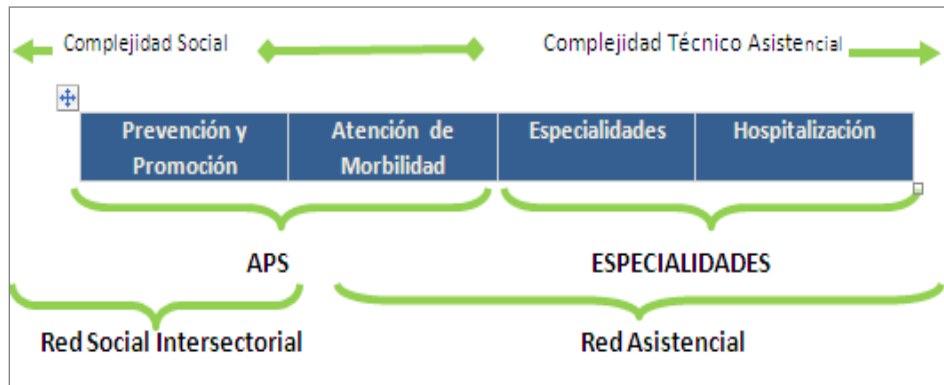 Complejidad Social
Complejidad Técnico Asistencial
Prevención y
Promoción
Atención de
Morbilidad
Especialidades
Hospitalización
APS
ESPECIALIDADES
Red Social Intersectorial
Red Asistencial